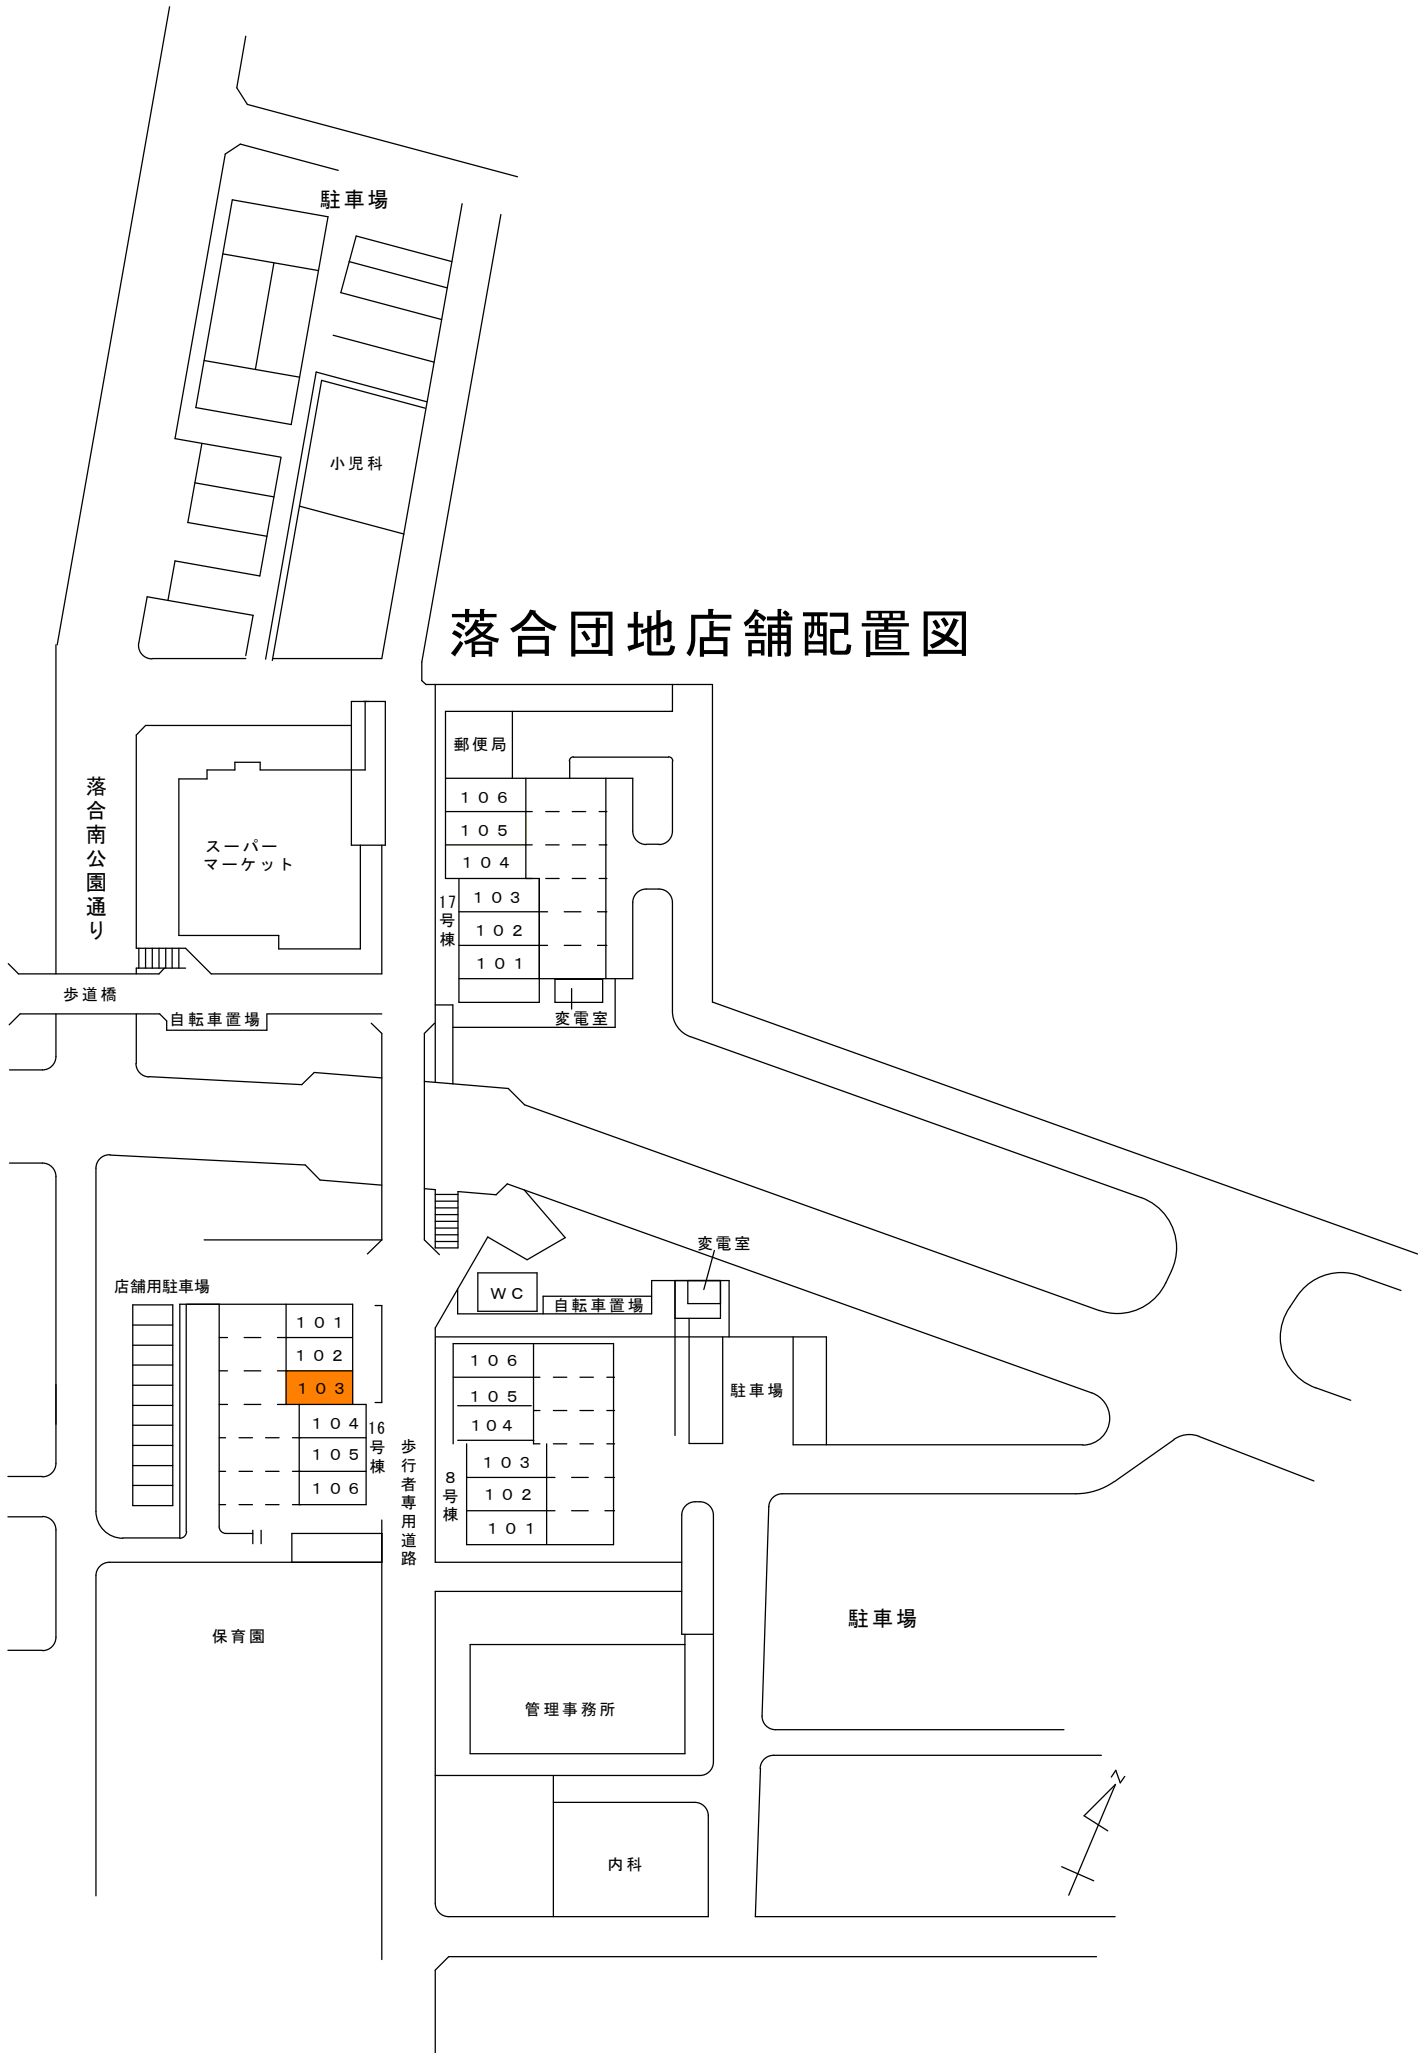 駐車場
小児科
落合団地店舗配置図
郵便局
106
105
104
103
102
101
17号棟
変電室
落合南公園通り
スーパー
マーケット
歩道橋
自転車置場
変電室
店舗用駐車場
WC
自転車置場
101
102
103
104
105
106
16号棟
歩行者専用道路
106
105
104
103
102
101
8号棟
駐車場
保育園
駐車場
管理事務所
内科
N